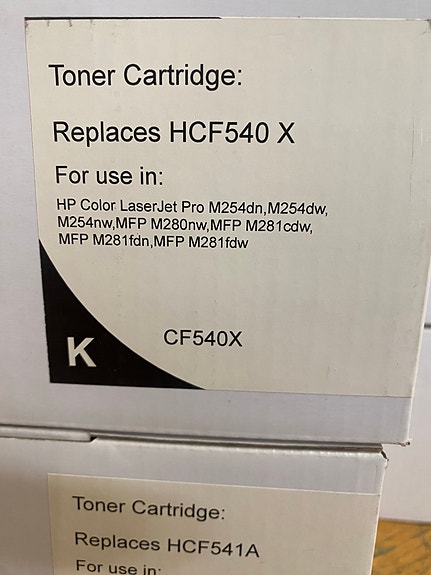 Toner Cartridge:
Replaces HCF540 X
For use in:
HP Color LaserJet Pro M254dn,M254dw,
M254nw,MFP M280nw,MFP M281cdw,
MFP M281fdn,MFP M281fdw
CF540X
K
Toner Cartridge:
Replaces HCF541A
For use in: